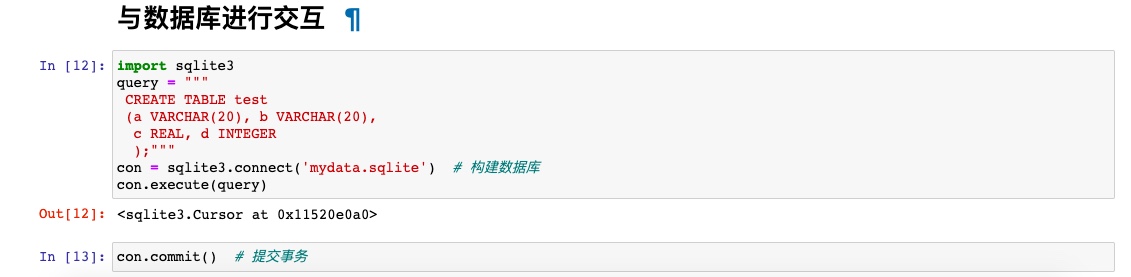 与数据库进行交互 ¶
In [12]: import sqlite3
query = """
CREATE TABLE test
(a VARCHAR(20), b VARCHAR(20),
c REAL, d INTEGER
);"""
con = sqlite3.connect('mydata.sqlite')  # 构建数据库
con.execute(query)
Out[12]: <sqlite3.Cursor at 0x11520e0a0>
In [13]: con.commit()  # 提交事务